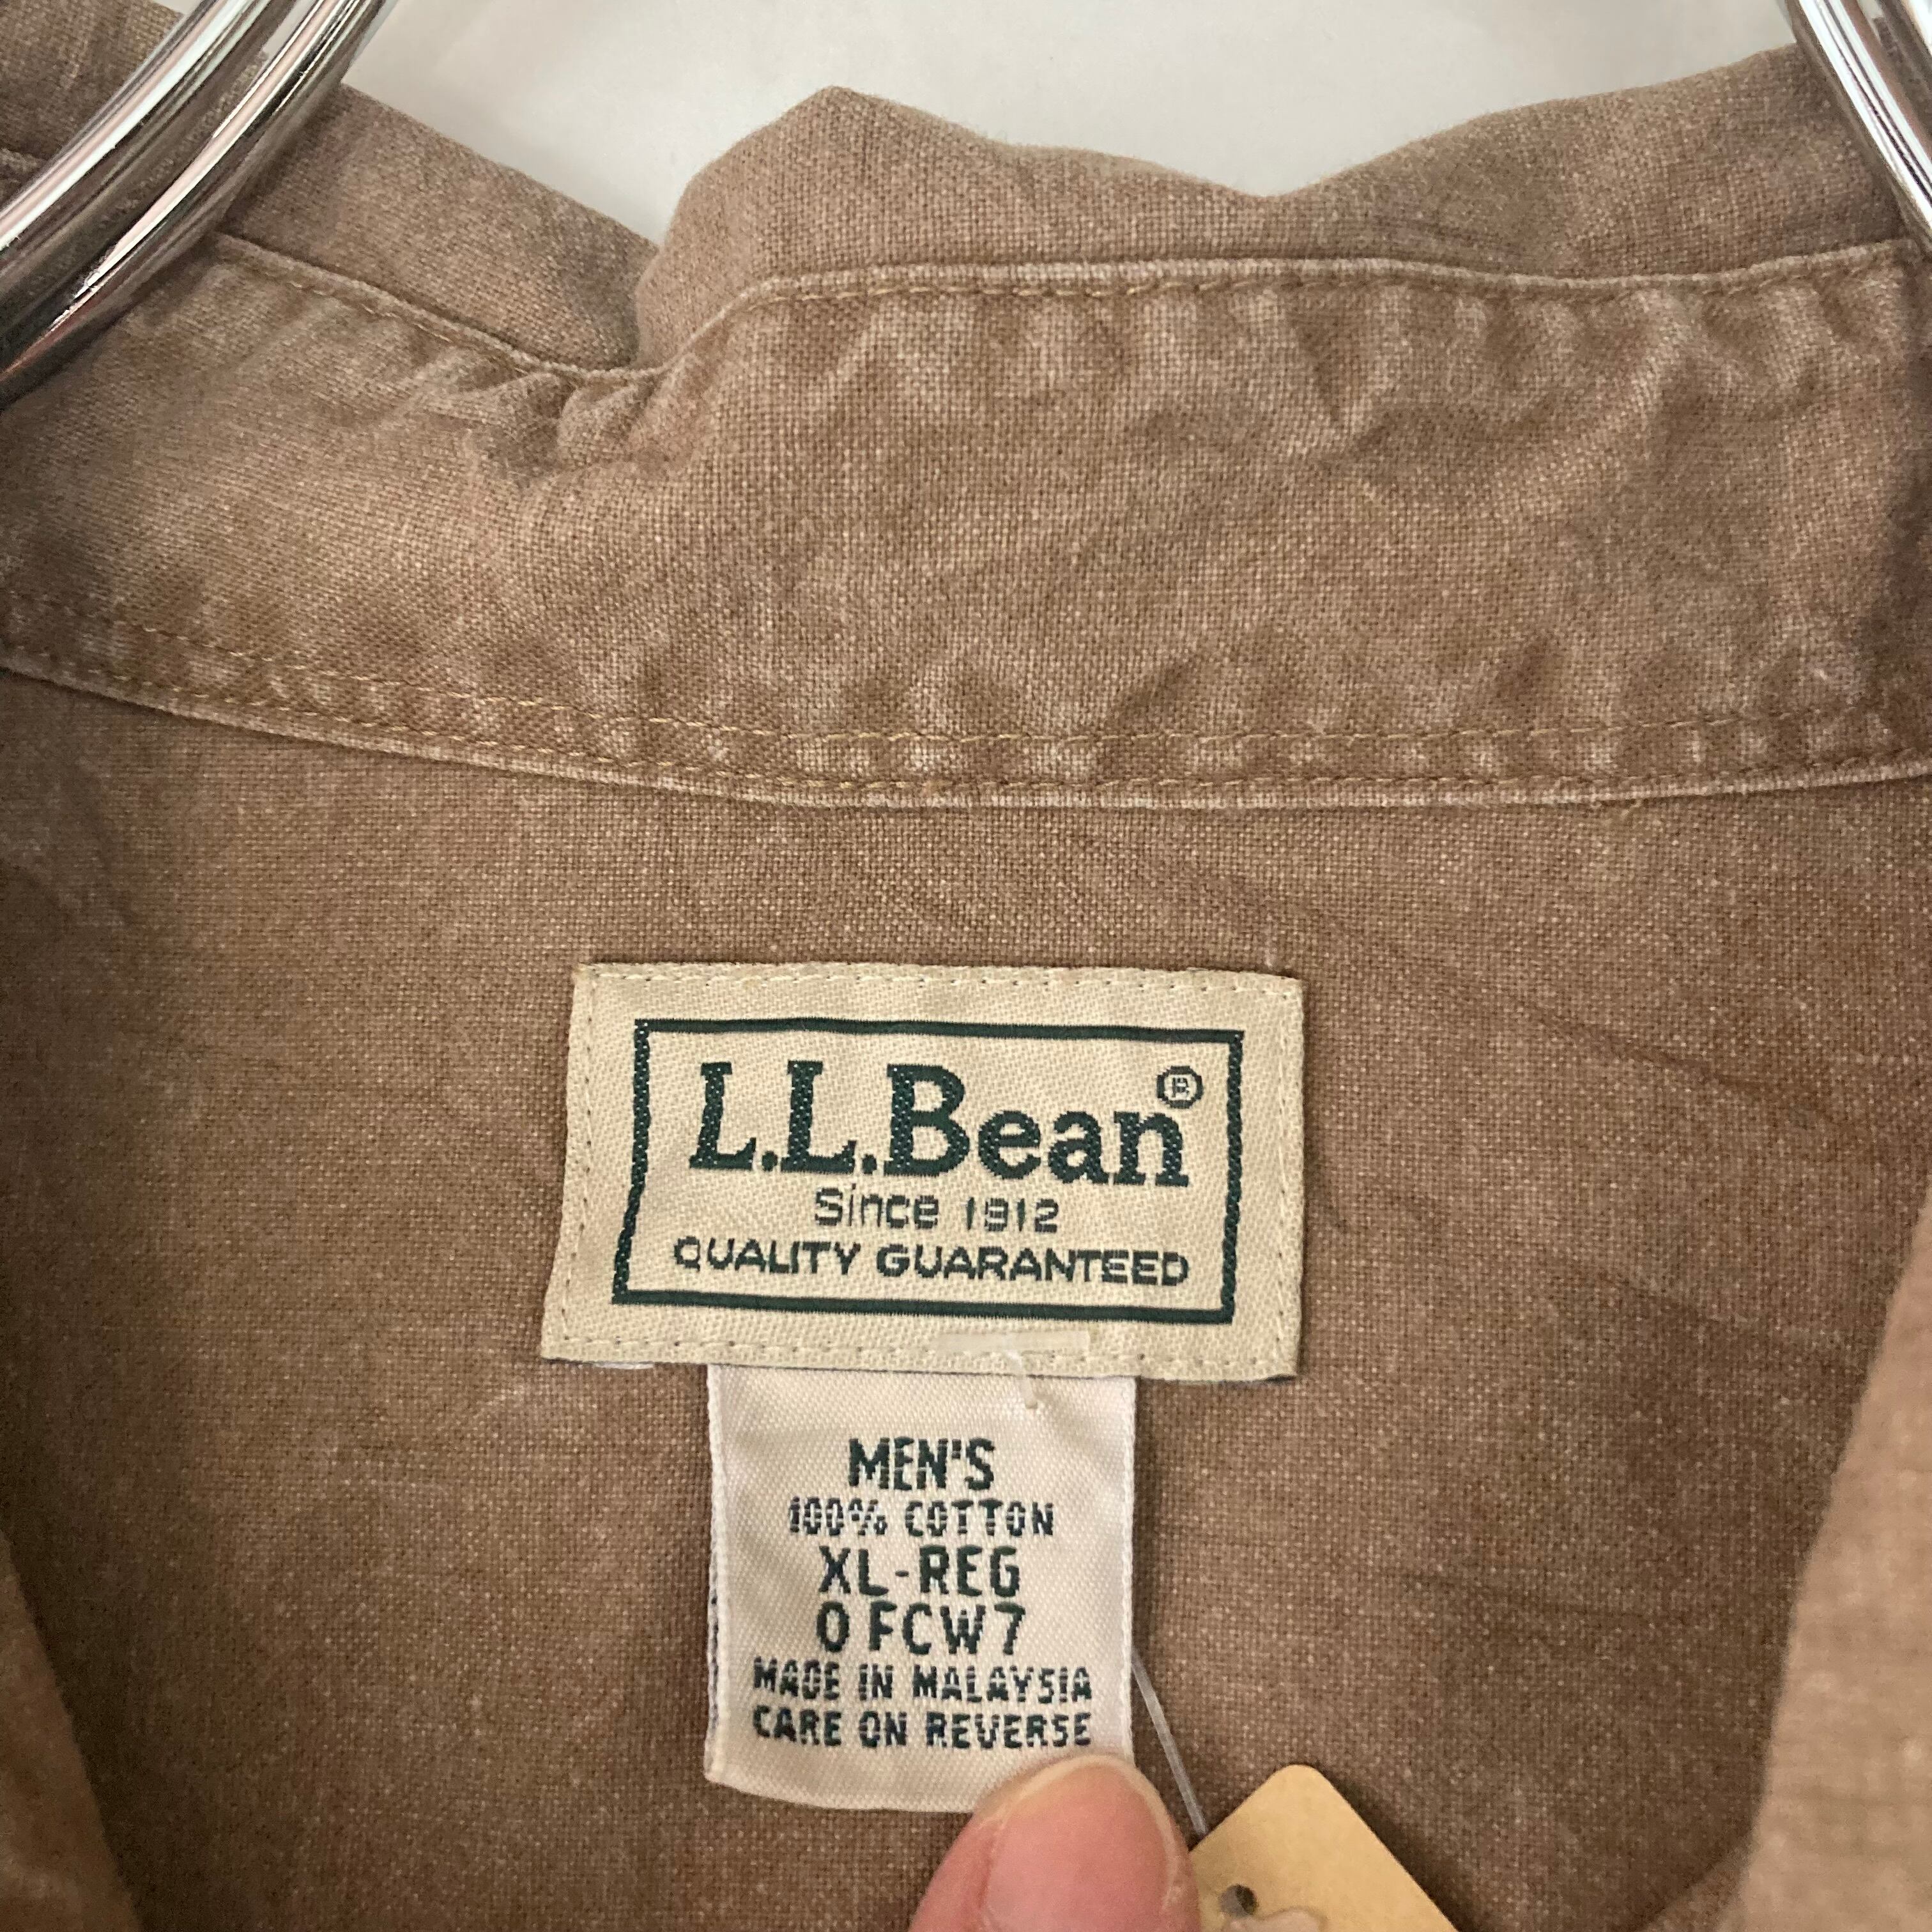 L.L.Bean®
Since 1912
QUALITY GUARANTEED
MEN'S
100% COTTON
XL-REG
0 FCW7
MADE IN MALAYSIA
CARE ON REVERSE